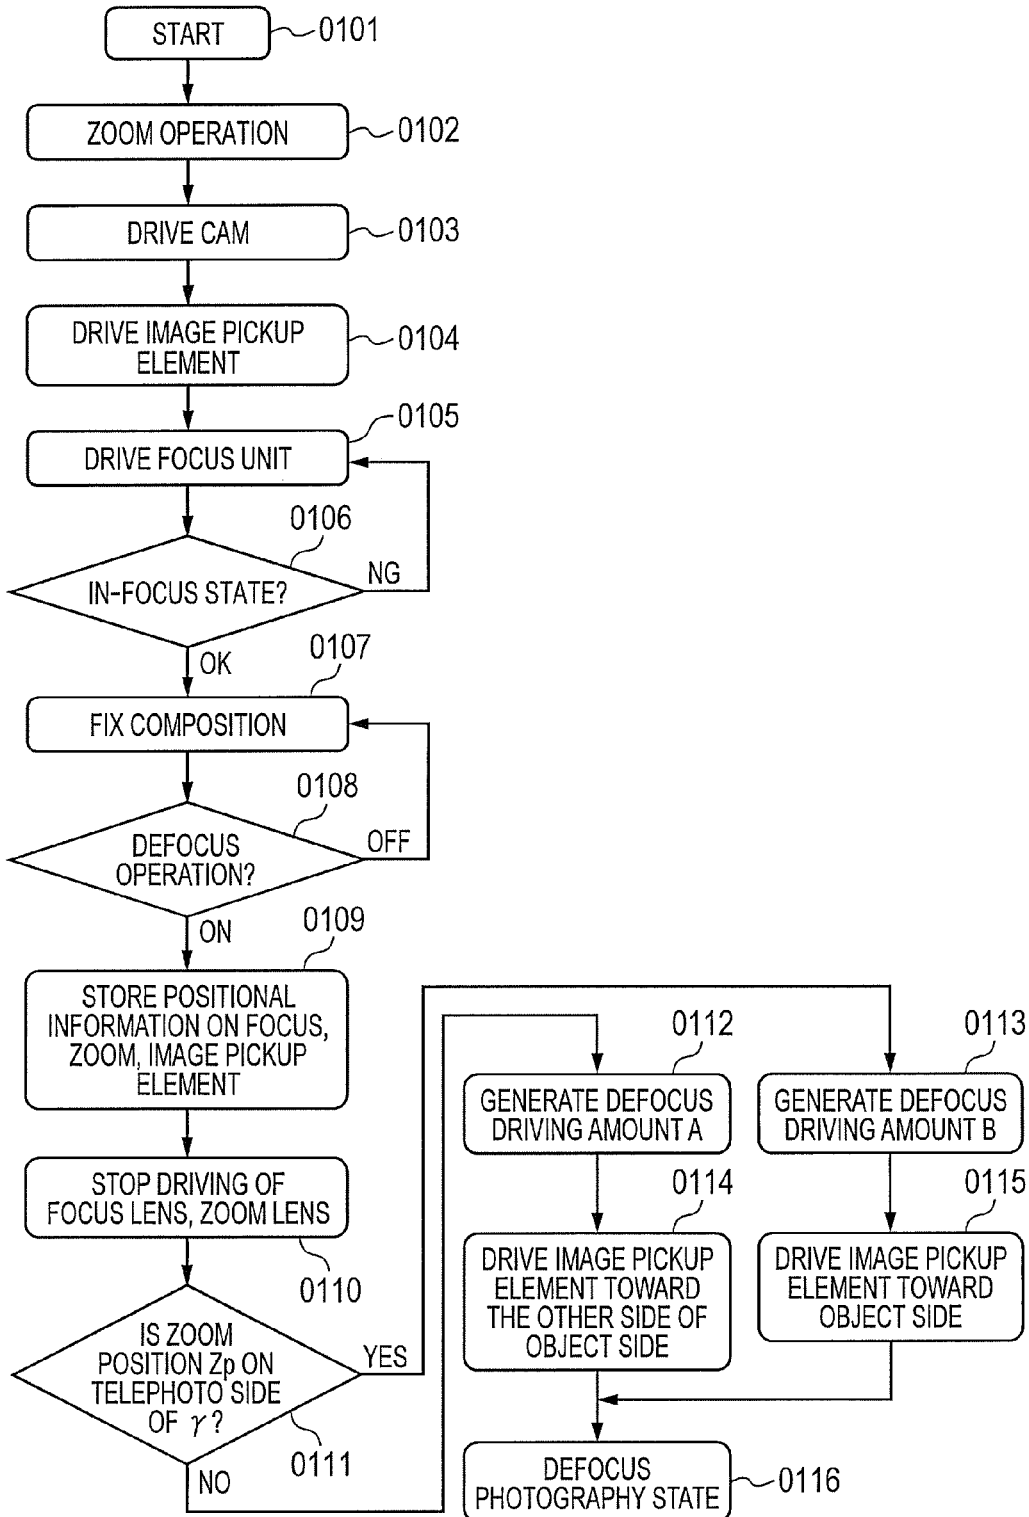 START
0101
ZOOM OPERATION
0102
DRIVE CAM
0103
DRIVE IMAGE PICKUP
ELEMENT
0104
0105
DRIVE FOCUS UNIT
0106
IN-FOCUS STATE?
NG
OK
0107
FIX COMPOSITION
0108
DEFOCUS
OPERATION?
OFF
ON
0109
STORE POSITIONAL
INFORMATION ON FOCUS,
ZOOM, IMAGE PICKUP
ELEMENT
STOP DRIVING OF
FOCUS LENS, ZOOM LENS
0110
IS ZOOM
POSITION Zp ON
TELEPHOTO SIDE
OF γ?
YES
0111
NO
0112
GENERATE DEFOCUS
DRIVING AMOUNT A
0113
GENERATE DEFOCUS
DRIVING AMOUNT B
0114
DRIVE IMAGE PICKUP
ELEMENT TOWARD
THE OTHER SIDE OF
OBJECT SIDE
0115
DRIVE IMAGE PICKUP
ELEMENT TOWARD
OBJECT SIDE
DEFOCUS
PHOTOGRAPHY STATE
0116